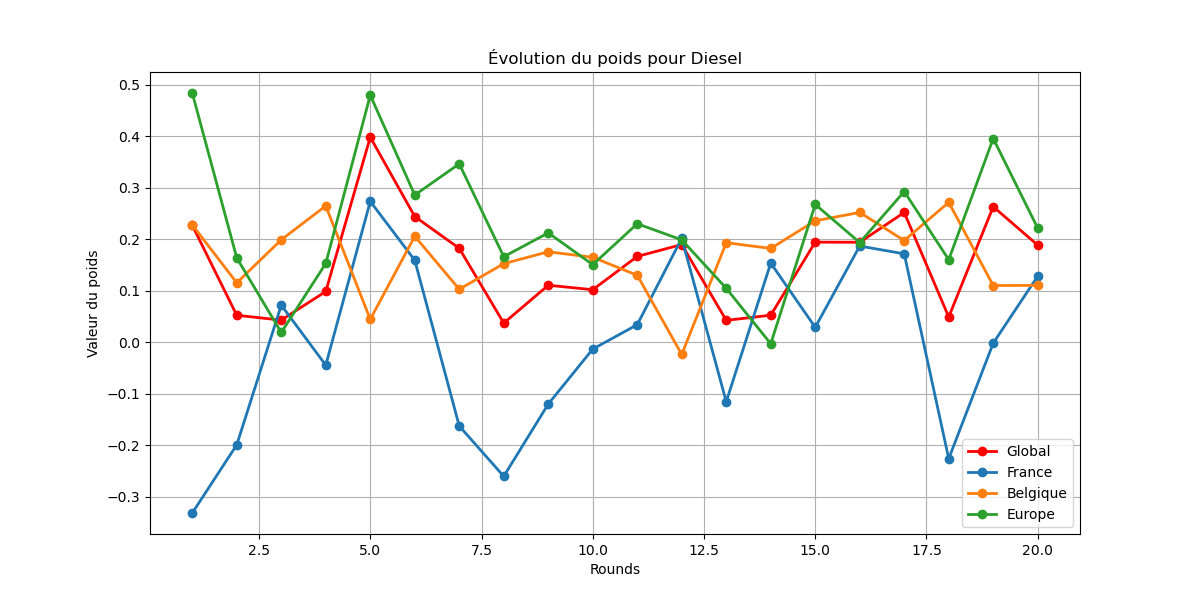 Évolution du poids pour Diesel
Valeur du poids
0.5
0.4
0.3
0.2
0.1
0.0
−0.1
−0.2
−0.3
2.5
5.0
7.5
10.0
12.5
15.0
17.5
20.0
Rounds
Global
France
Belgique
Europe